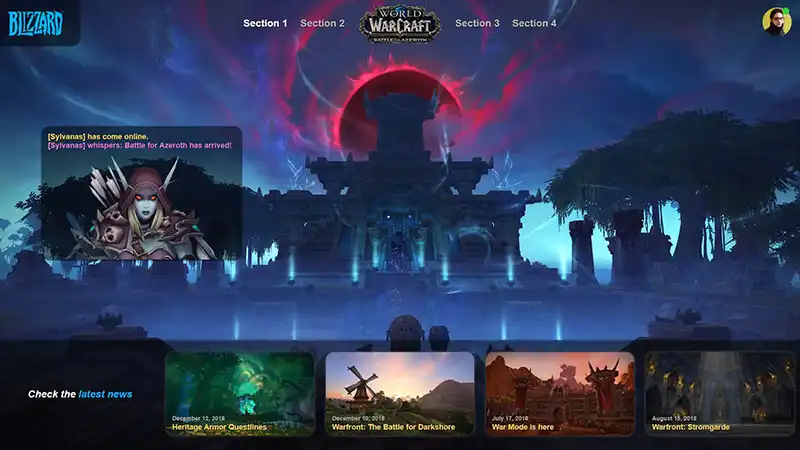 BLIZZARD
Section 1
Section 2
WORLD
WARCRAFT
BATTLE FOR AZEROTH
Section 3
Section 4
[Sylvanas] has come online.
[Sylvanas] whispers: Battle for Azeroth has arrived!
Check the latest news
December 12, 2018
Heritage Armor Questlines
December 10, 2018
Warfront: The Battle for Darkshore
July 17, 2018
War Mode is here
August 15, 2018
Warfront: Stromgarde